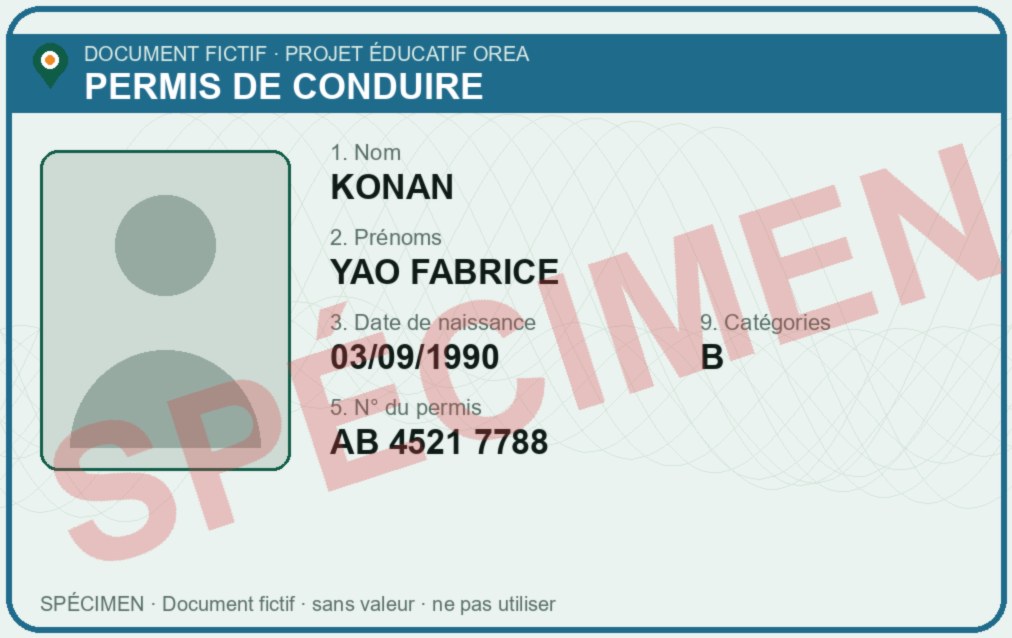 DOCUMENT FICTIF · PROJET ÉDUCATIF OREA
PERMIS DE CONDUIRE
1. Nom
KONAN
2. Prénoms
YAO FABRICE
3. Date de naissance
03/09/1990
9. Catégories
B
5. N° du permis
AB 4521 7788
SPÉCIMEN
SPÉCIMEN · Document fictif · sans valeur · ne pas utiliser